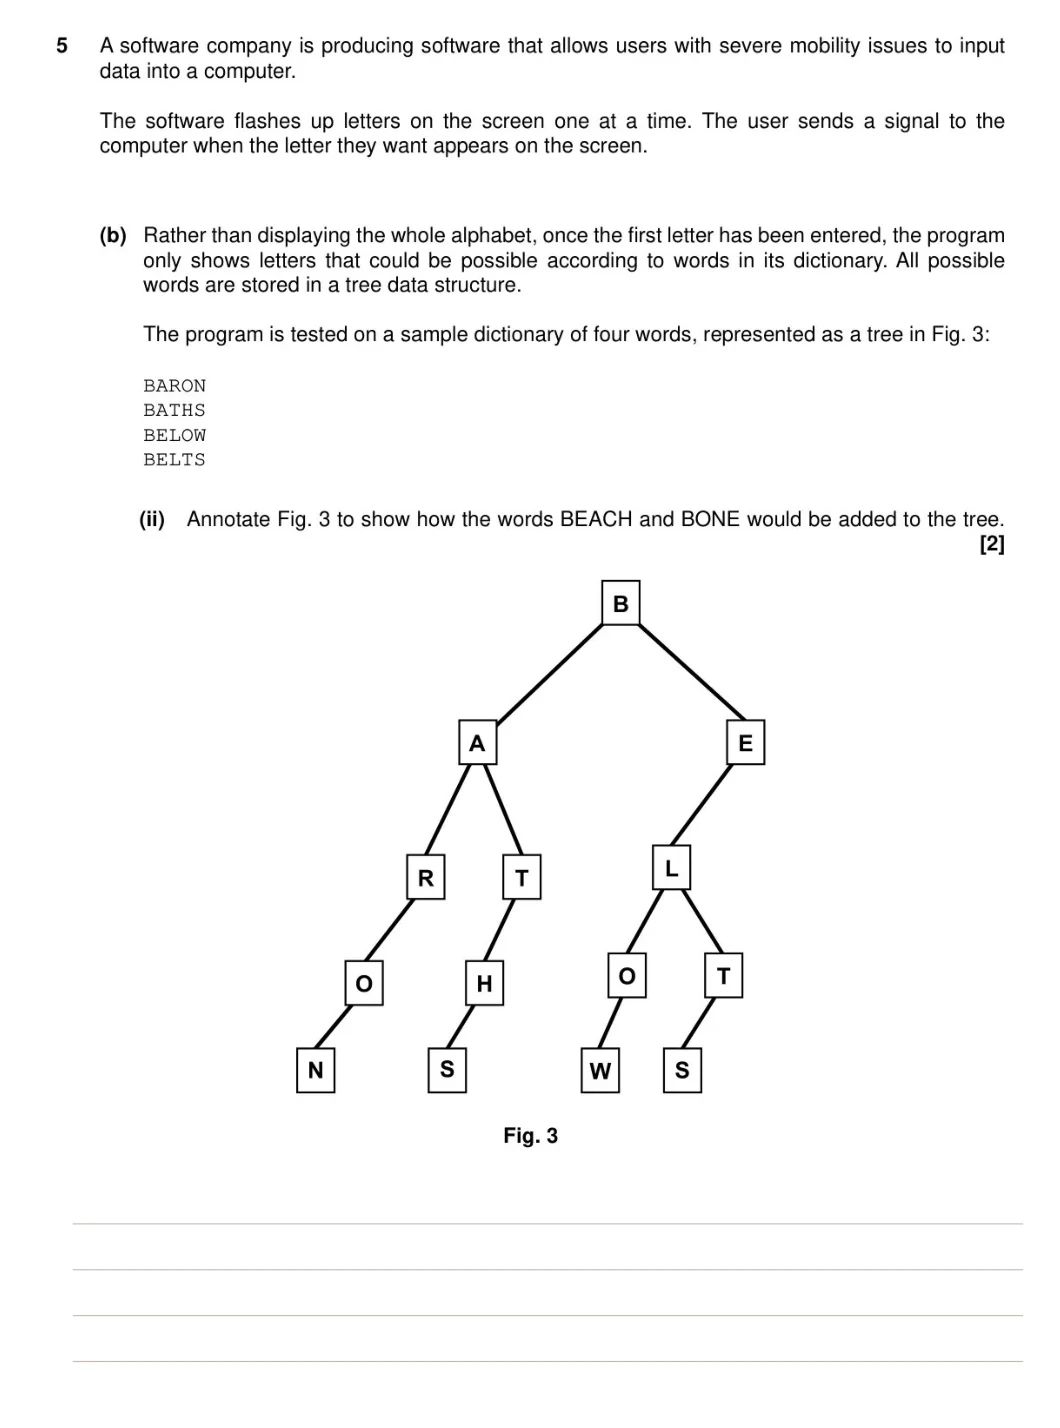 5 A software company is producing software that allows users with severe mobility issues to input
data into a computer.
The software flashes up letters on the screen one at a time. The user sends a signal to the
computer when the letter they want appears on the screen.
(b) Rather than displaying the whole alphabet, once the first letter has been entered, the program
only shows letters that could be possible according to words in its dictionary. All possible
words are stored in a tree data structure.
The program is tested on a sample dictionary of four words, represented as a tree in Fig. 3:
BARON
BATHS
BELOW
BELTS
(ii) Annotate Fig. 3 to show how the words BEACH and BONE would be added to the tree.
[2]
B
A E
R T L
O H O T
N S W S
Fig. 3